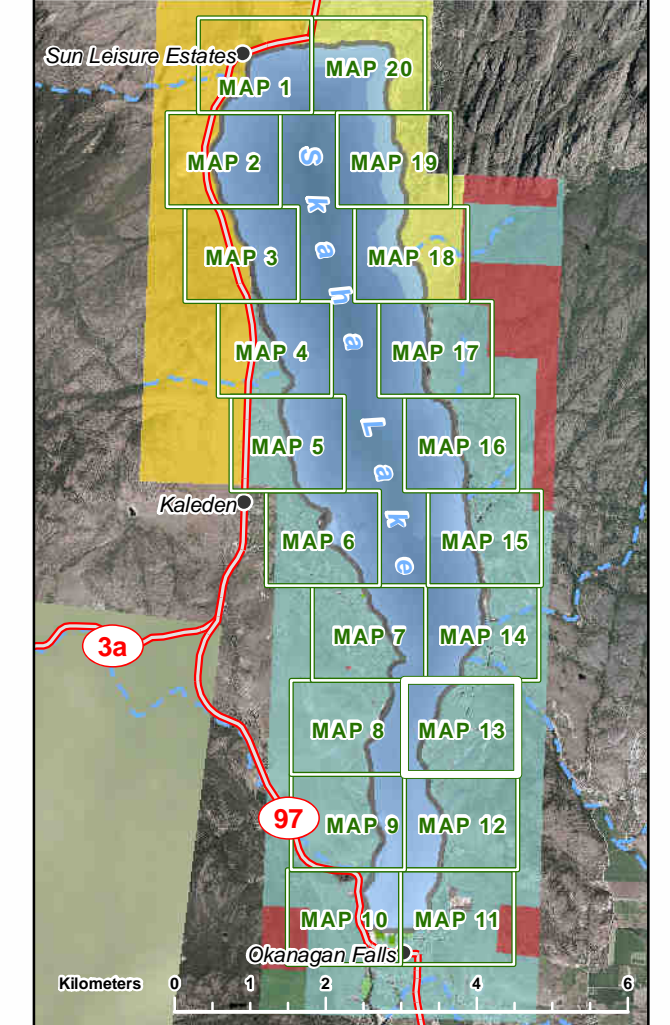 Sun Leisure Estates
MAP 20
MAP 1
MAP 2
MAP 19
MAP 3
MAP 18
MAP 4
MAP 17
MAP 5
MAP 16
Skaha Lake
Kaleden
MAP 6
MAP 15
MAP 7
MAP 14
3a
MAP 8
MAP 13
97
MAP 9
MAP 12
MAP 10
MAP 11
Okanagan Falls
Kilometers 0 1 2 4 6